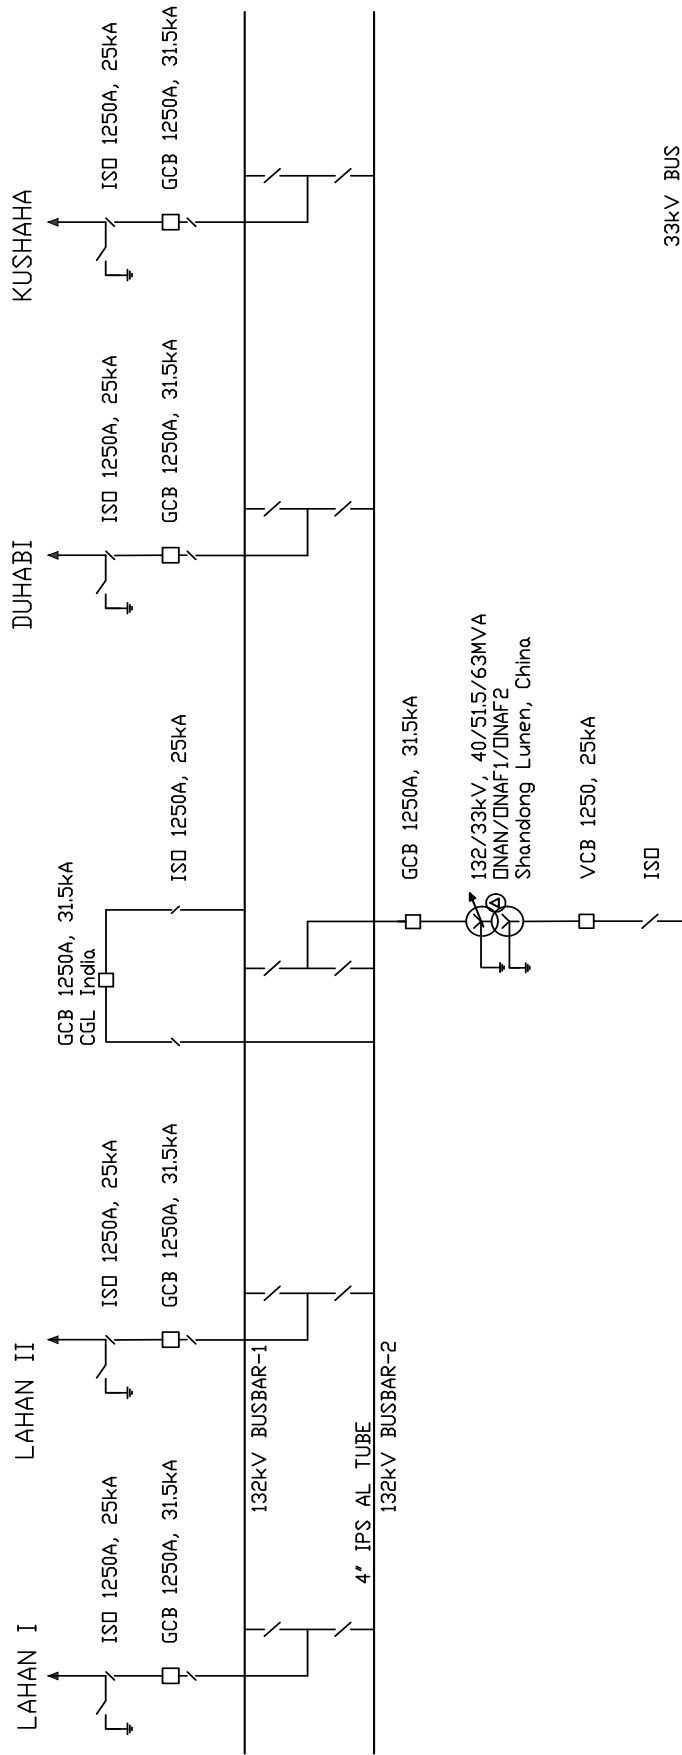 LAHAN I
ISO 1250A, 25kA
GCB 1250A, 31.5kA
LAHAN II
ISO 1250A, 25kA
GCB 1250A, 31.5kA
GCB 1250A, 31.5kA
CGL India
ISO 1250A, 25kA
DUHABI
ISO 1250A, 25kA
GCB 1250A, 31.5kA
KUSHAHA
ISO 1250A, 25kA
GCB 1250A, 31.5kA
132kV BUSBAR-1
4" IPS AL TUBE
132kV BUSBAR-2
GCB 1250A, 31.5kA
132/33kV, 40/51.5/63MVA
ONAN/ONAF1/ONAF2
Shandong Lunen, China
VCB 1250, 25kA
ISO
33kV BUS